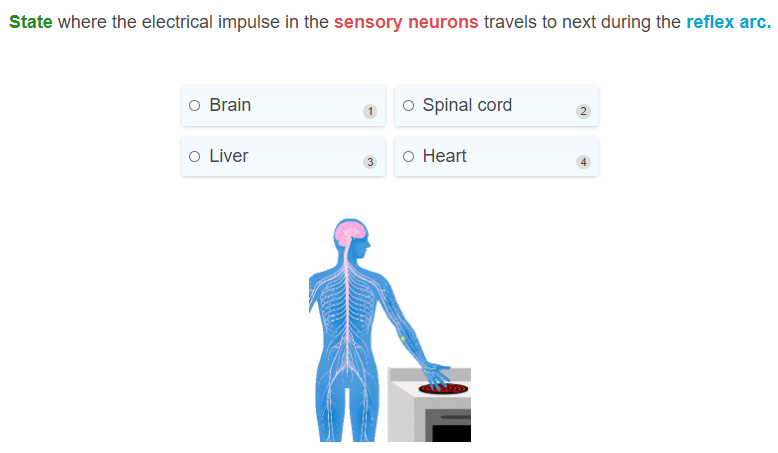 State where the electrical impulse in the sensory neurons travels to next during the reflex arc.
Brain 1
Spinal cord 2
Liver 3
Heart 4